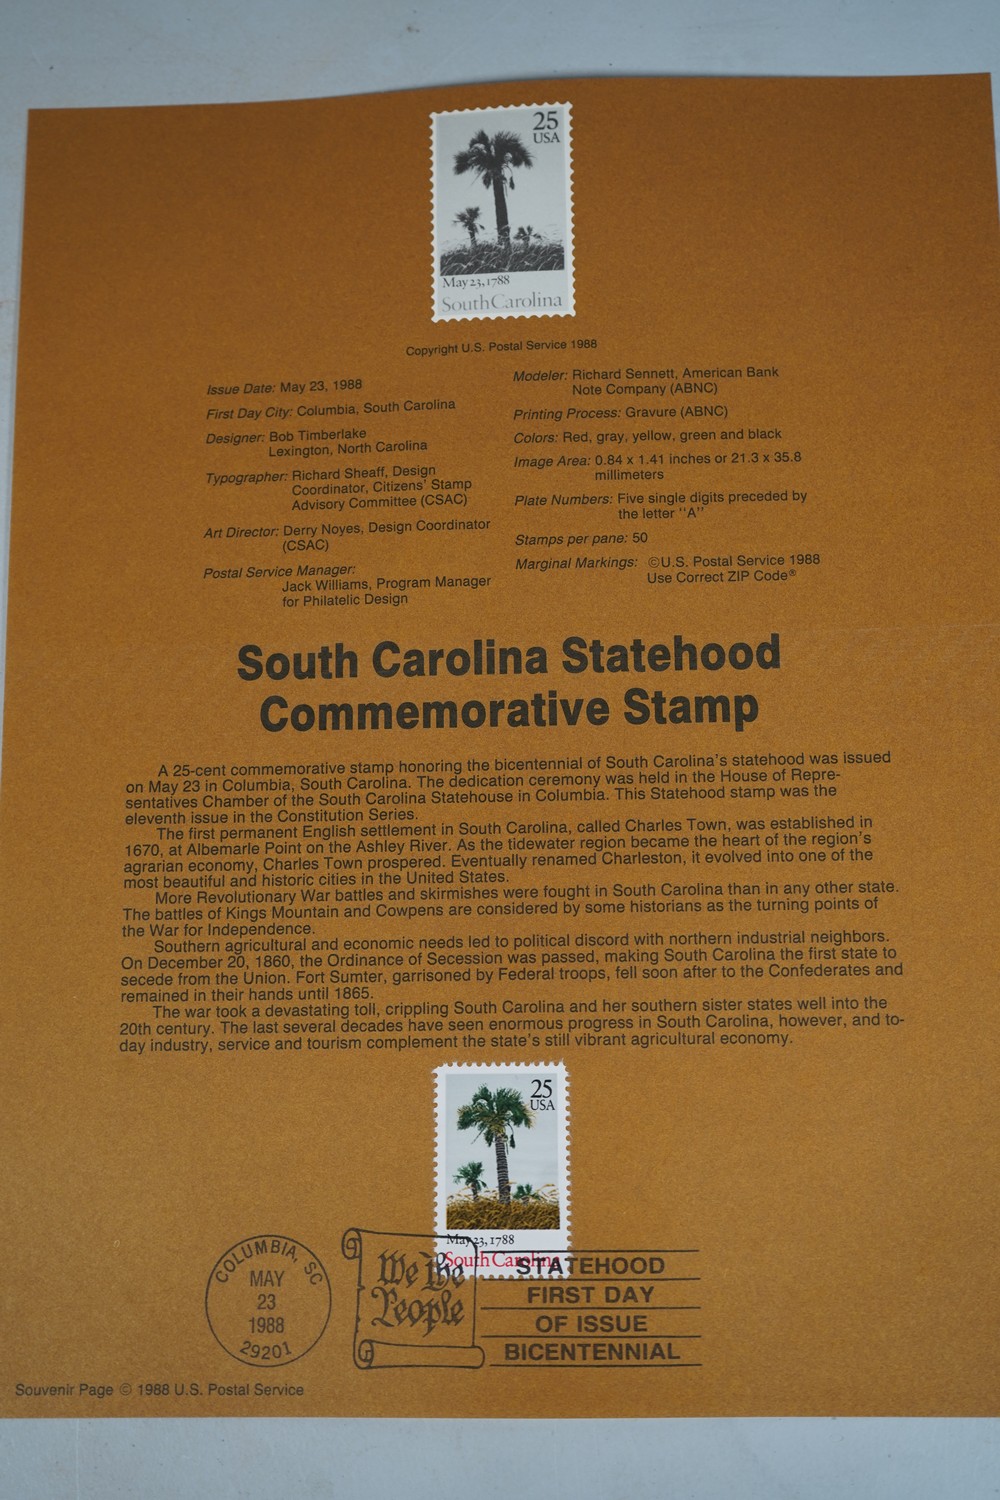 25
USA
May 23, 1788
South Carolina
Copyright U.S. Postal Service 1988
Issue Date: May 23, 1988
First Day City: Columbia, South Carolina
Designer: Bob Timberlake
Lexington, North Carolina
Typographer: Richard Sheaff, Design
Coordinator, Citizens' Stamp
Advisory Committee (CSAC)
Art Director: Derry Noyes, Design Coordinator
(CSAC)
Postal Service Manager:
Jack Williams, Program Manager
for Philatelic Design
Modeler: Richard Sennett, American Bank
Note Company (ABNC)
Printing Process: Gravure (ABNC)
Colors: Red, gray, yellow, green and black
Image Area: 0.84 x 1.41 inches or 21.3 x 35.8
millimeters
Plate Numbers: Five single digits preceded by
the letter "A"
Stamps per pane: 50
Marginal Markings: ©U.S. Postal Service 1988
Use Correct ZIP Code®
South Carolina Statehood
Commemorative Stamp
A 25-cent commemorative stamp honoring the bicentennial of South Carolina's statehood was issued
on May 23 in Columbia, South Carolina. The dedication ceremony was held in the House of Repre-
sentatives Chamber of the South Carolina Statehouse in Columbia. This Statehood stamp was the
eleventh issue in the Constitution Series.
The first permanent English settlement in South Carolina, called Charles Town, was established in
1670, at Albemarle Point on the Ashley River. As the tidewater region became the heart of the region's
agrarian economy, Charles Town prospered. Eventually renamed Charleston, it evolved into one of the
most beautiful and historic cities in the United States.
More Revolutionary War battles and skirmishes were fought in South Carolina than in any other state.
The battles of Kings Mountain and Cowpens are considered by some historians as the turning points of
the War for Independence.
Southern agricultural and economic needs led to political discord with northern industrial neighbors.
On December 20, 1860, the Ordinance of Secession was passed, making South Carolina the first state to
secede from the Union. Fort Sumter, garrisoned by Federal troops, fell soon after to the Confederates and
remained in their hands until 1865.
The war took a devastating toll, crippling South Carolina and her southern sister states well into the
20th century. The last several decades have seen enormous progress in South Carolina, however, and to-
day industry, service and tourism complement the state's still vibrant agricultural economy.
25
USA
May 23, 1788
South Carolina
COLUMBIA, SC
MAY
23
1988
29201
We the
People
STATEHOOD
FIRST DAY
OF ISSUE
BICENTENNIAL
Souvenir Page © 1988 U.S. Postal Service